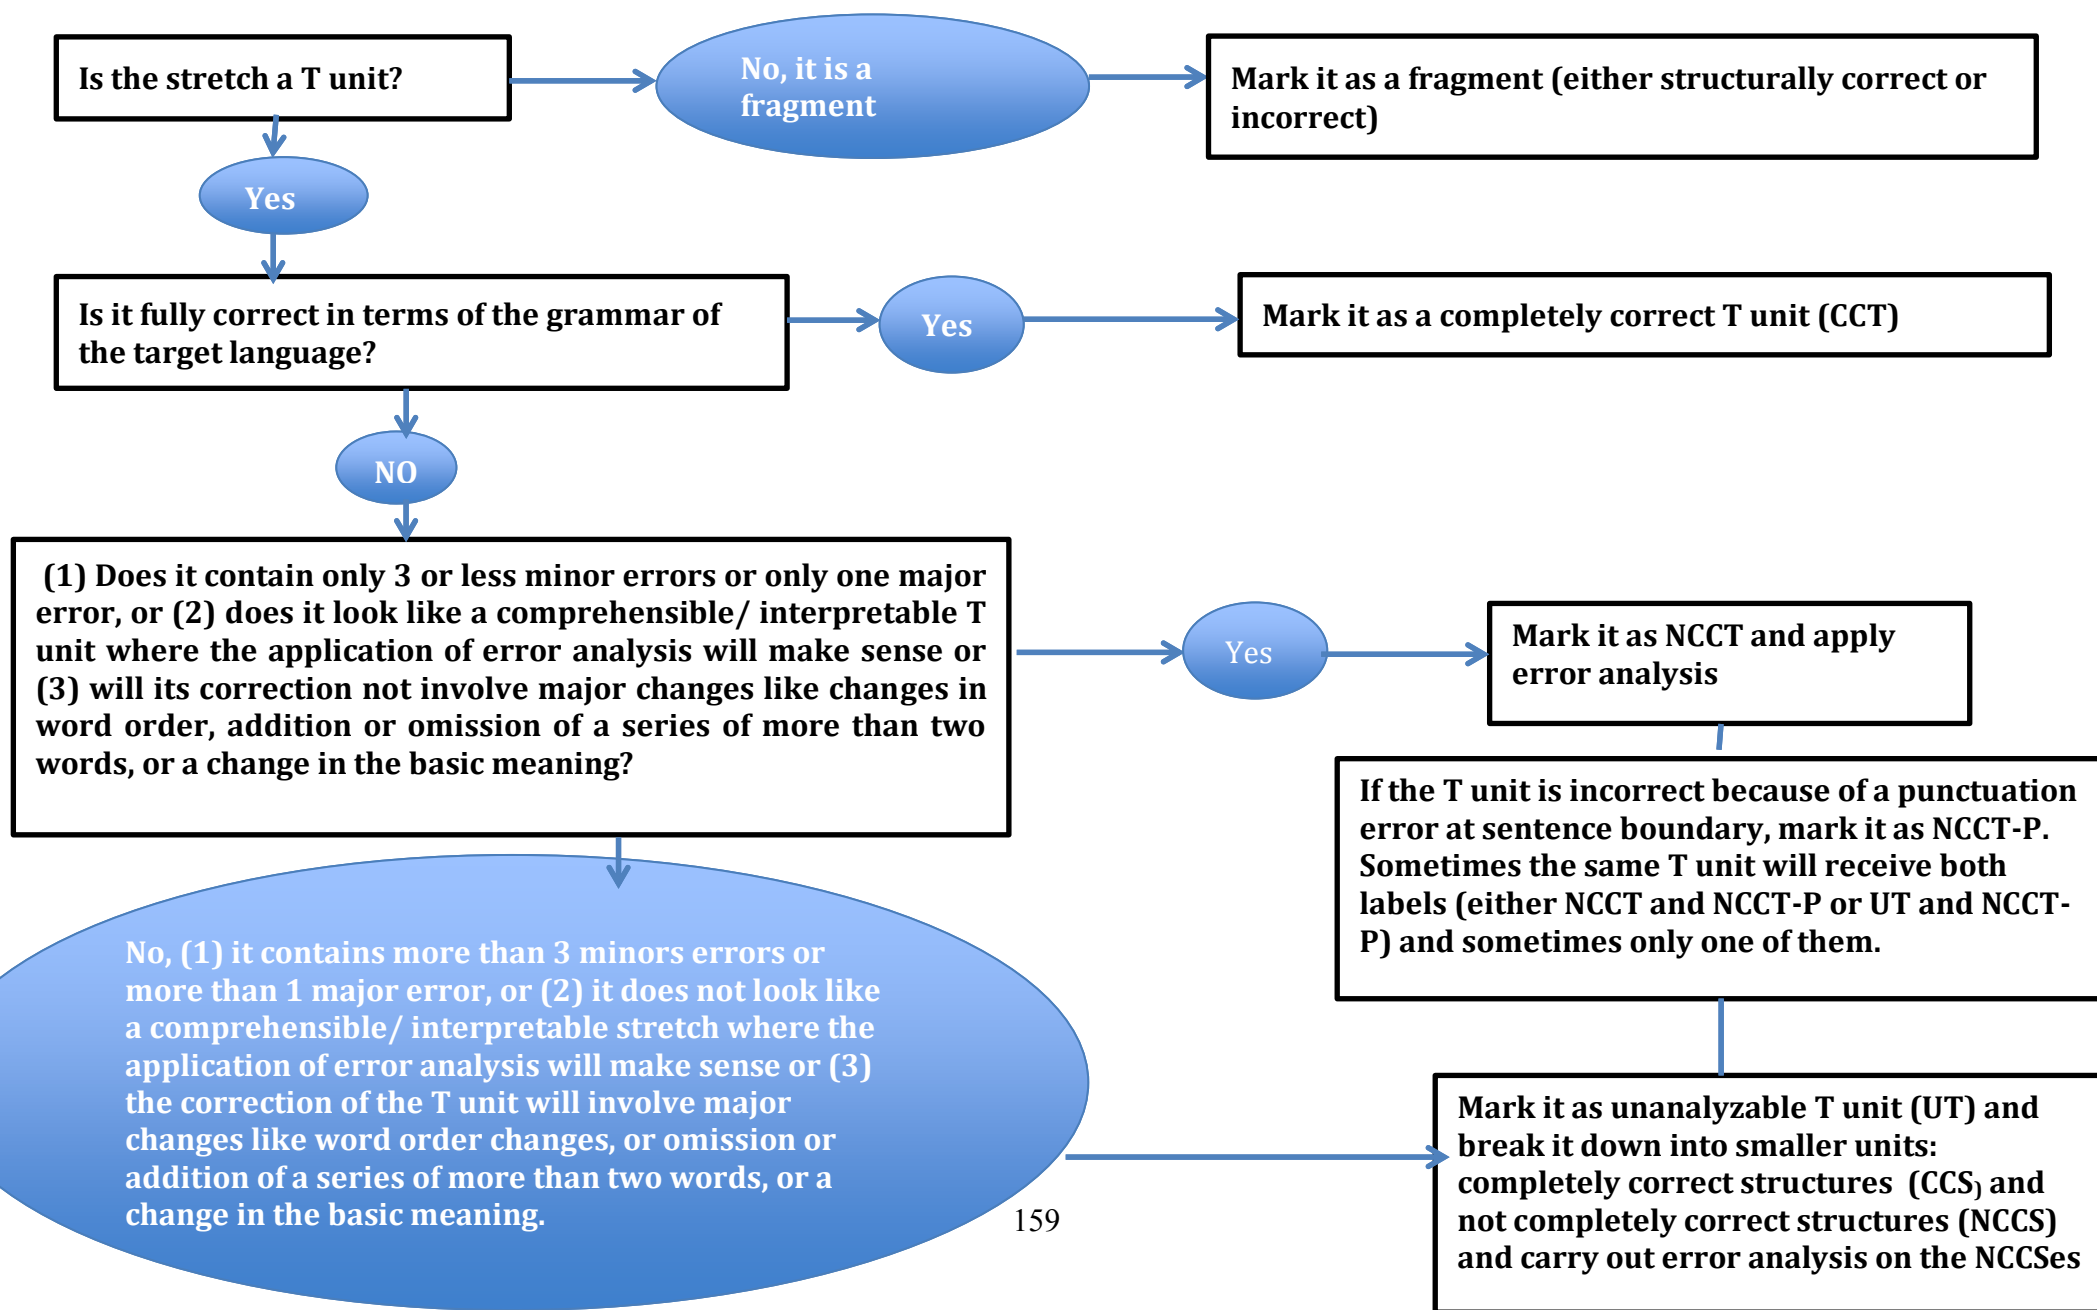 Is the stretch a T unit?
No, it is a
fragment
Mark it as a fragment (either structurally correct or
incorrect)
Yes
Is it fully correct in terms of the grammar of
the target language?
Yes
Mark it as a completely correct T unit (CCT)
NO
(1) Does it contain only 3 or less minor errors or only one major
error, or (2) does it look like a comprehensible/ interpretable T
unit where the application of error analysis will make sense or
(3) will its correction not involve major changes like changes in
word order, addition or omission of a series of more than two
words, or a change in the basic meaning?
Yes
Mark it as NCCT and apply
error analysis
If the T unit is incorrect because of a punctuation
error at sentence boundary, mark it as NCCT-P.
Sometimes the same T unit will receive both
labels (either NCCT and NCCT-P or UT and NCCT-
P) and sometimes only one of them.
No, (1) it contains more than 3 minors errors or
more than 1 major error, or (2) it does not look like
a comprehensible/ interpretable stretch where the
application of error analysis will make sense or (3)
the correction of the T unit will involve major
changes like word order changes, or omission or
addition of a series of more than two words, or a
change in the basic meaning.
Mark it as unanalyzable T unit (UT) and
break it down into smaller units:
completely correct structures (CCS) and
not completely correct structures (NCCS)
and carry out error analysis on the NCCSes
159